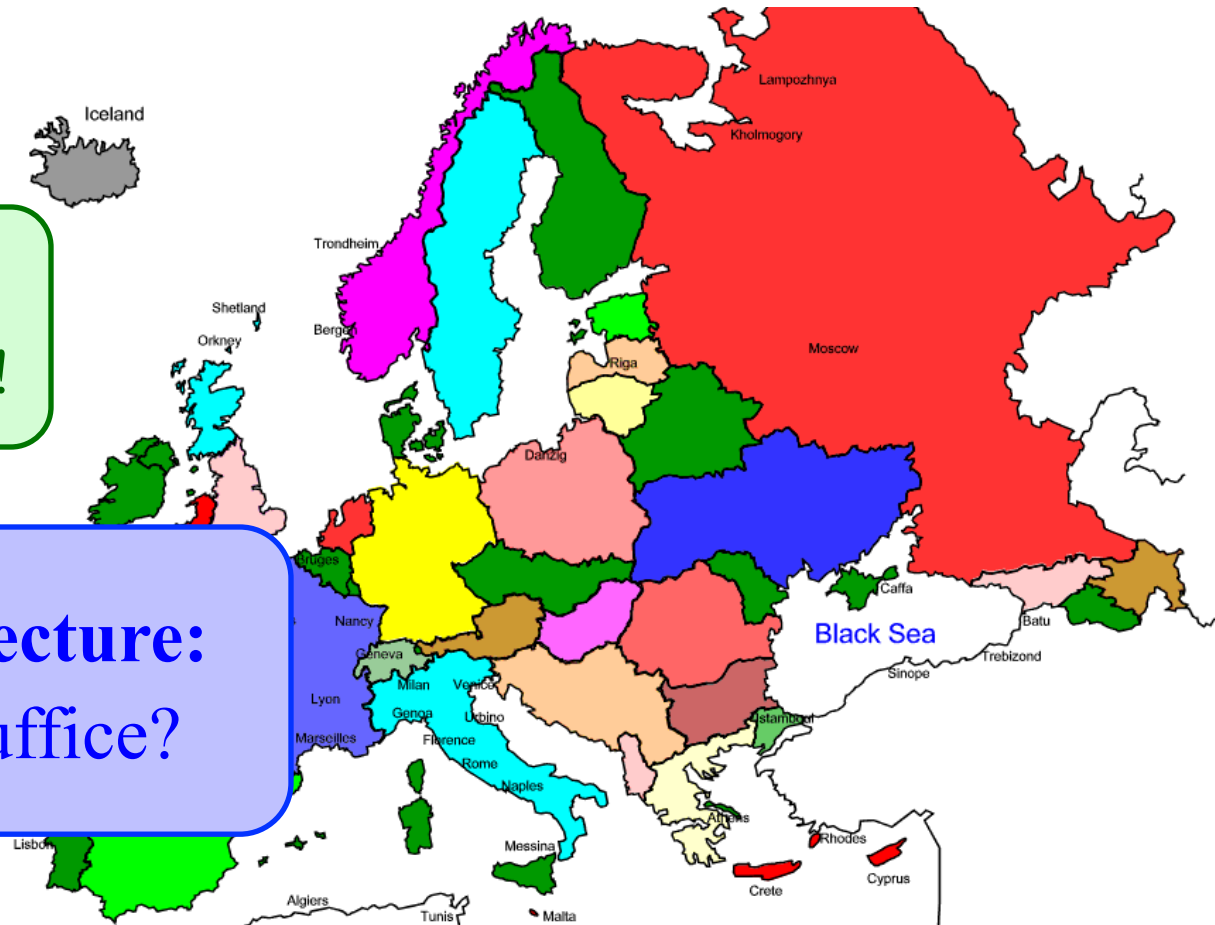 Iceland
Lampozhnya
Kholmogory
Trondheim
Shetland
Bergen
Orkney
!
Riga
Moscow
Danzig
Bruges
Caffa
ecture:
uffice?
Nancy
Geneva
Batu
Black Sea
Trebizond
Sinope
Milan
Venice
Lyon
Genoa
Urbino
Istamboul
Marseilles
Florence
Rome
Naples
Athens
Rhodes
Lisbon
Messina
Cyprus
Crete
Algiers
Tunis
Malta